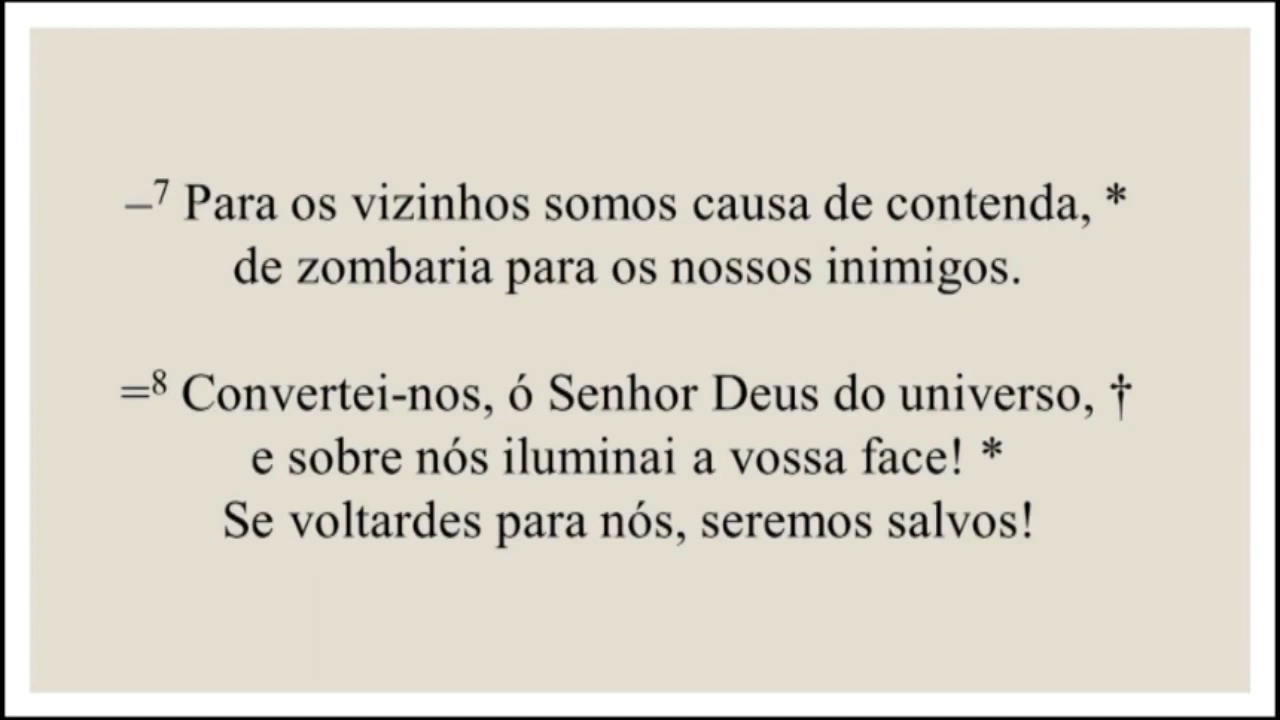 –⁷ Para os vizinhos somos causa de contenda, *
de zombaria para os nossos inimigos.
=⁸ Convertei-nos, ó Senhor Deus do universo, †
e sobre nós iluminai a vossa face! *
Se voltardes para nós, seremos salvos!